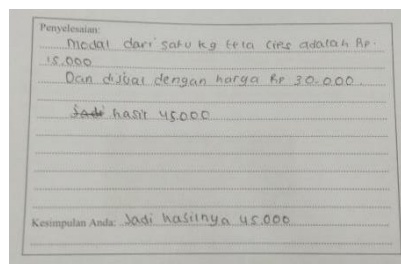 Penyelesaian:
modal dari satu kg tela cips adalah Rp.
15.000
Dan dijual dengan harga Rp 30.000.
Jadi hasil 45.000
Kesimpulan Anda: Jadi hasilnya 45.000